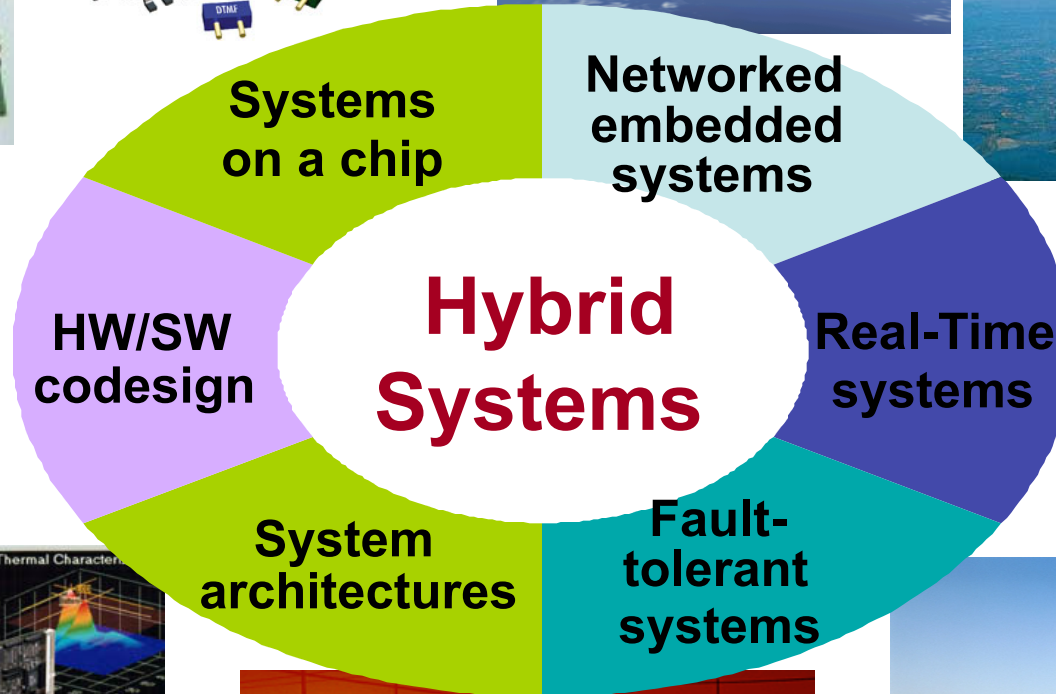 DTMF
Systems
on a chip
Networked
embedded
systems
HW/SW
codesign
Hybrid
Systems
Real-Time
systems
System
architectures
Fault-
tolerant
systems
Thermal